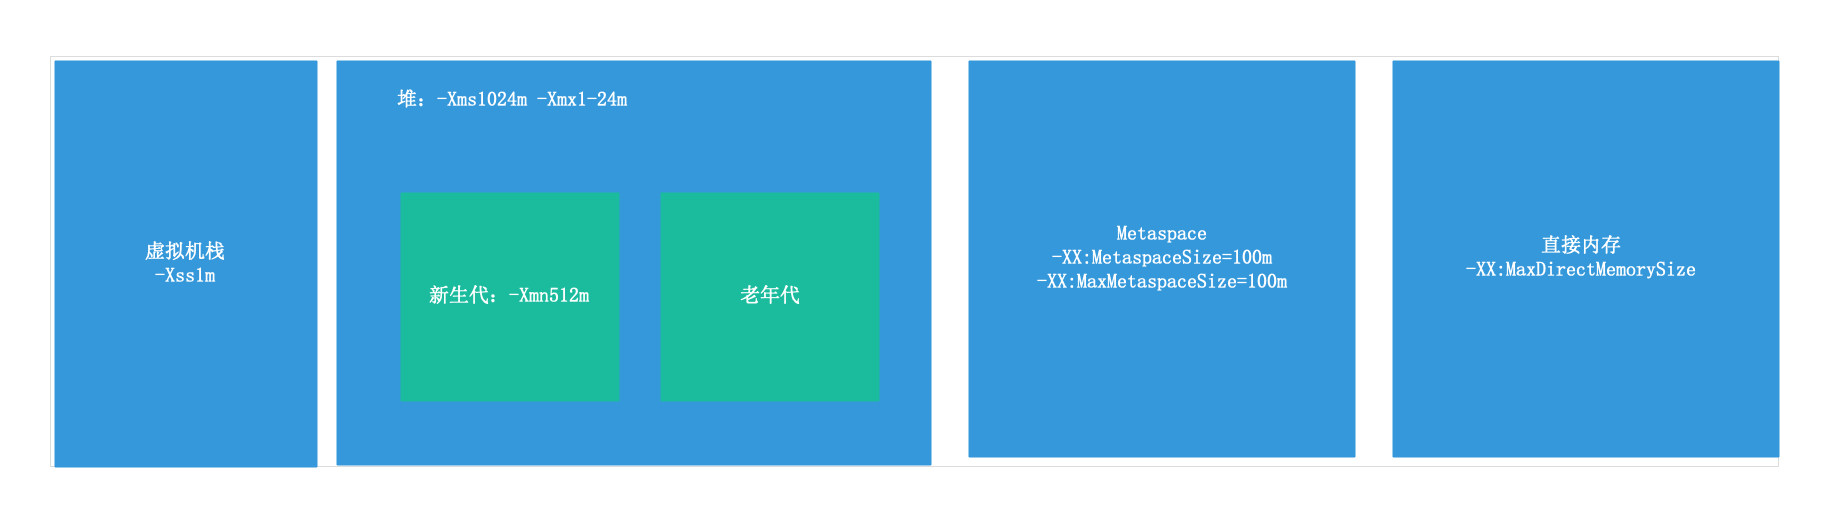 堆：-Xms1024m -Xmx1-24m
虚拟机栈
-Xss1m
新生代：-Xmn512m
老年代
Metaspace
-XX:MetaspaceSize=100m
-XX:MaxMetaspaceSize=100m
直接内存
-XX:MaxDirectMemorySize